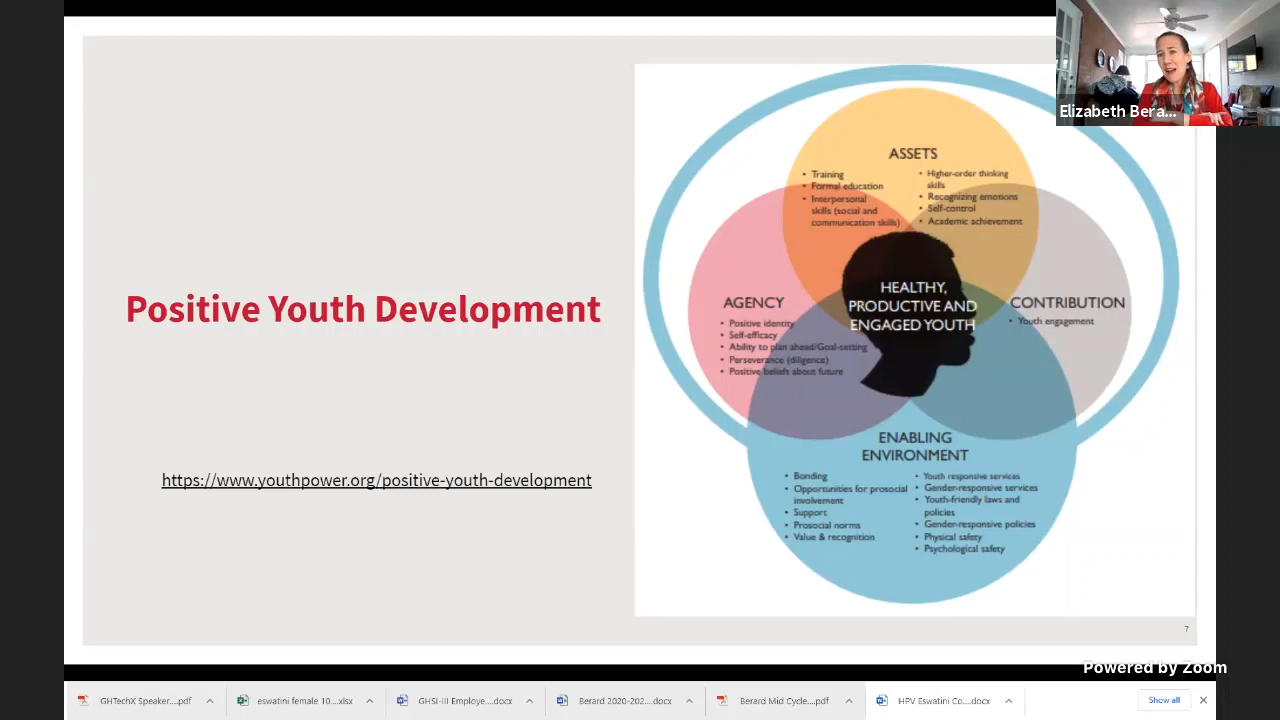 Elizabeth Bera...
Positive Youth Development
https://www.youthpower.org/positive-youth-development
ASSETS
• Training
• Formal education
• Interpersonal
skills (social and
communication skills)
• Higher-order thinking
skills
• Recognizing emotions
• Self-control
• Academic achievement
AGENCY
• Positive identity
• Self-efficacy
• Ability to plan ahead/Goal-setting
• Perseverance (diligence)
• Positive beliefs about future
HEALTHY,
PRODUCTIVE AND
ENGAGED YOUTH
CONTRIBUTION
• Youth engagement
ENABLING
ENVIRONMENT
• Bonding
• Opportunities for prosocial
involvement
• Support
• Prosocial norms
• Value & recognition
• Youth responsive services
• Gender-responsive services
• Youth-friendly laws and
policies
• Gender-responsive policies
• Physical safety
• Psychological safety
7
Powered by Zoom
GHTechX Speaker....pdf
eswatini female 10....xlsx
GHSI-III Employ....docx
Berard 2020-202....docx
Berard Mid Cycle....pdf
HPV Eswatini Co....docx
Show all